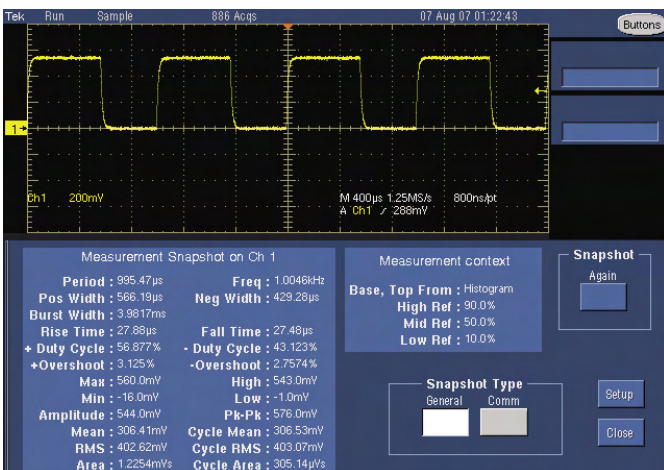 Tek Run Sample 886 Acqs 07 Aug 07 01:22:43
Buttons
1
Ch1 200mV
M 400µs 1.25MS/s 800ns/pt
A Ch1 / 288mV
Measurement Snapshot on Ch 1
Period : 995.47µs Freq : 1.0046kHz
Pos Width : 566.19µs Neg Width : 429.28µs
Burst Width : 3.9817ms
Rise Time : 27.88µs Fall Time : 27.48µs
+ Duty Cycle : 56.877% - Duty Cycle : 43.123%
+Overshoot : 3.125% -Overshoot : 2.7574%
Max : 560.0mV High : 543.0mV
Min : -16.0mV Low : -1.0mV
Amplitude : 544.0mV Pk-Pk : 576.0mV
Mean : 306.41mV Cycle Mean : 306.53mV
RMS : 402.62mV Cycle RMS : 403.07mV
Area : 1.2254mVs Cycle Area : 305.14µVs
Measurement context
Base, Top From : Histogram
High Ref : 90.0%
Mid Ref : 50.0%
Low Ref : 10.0%
Snapshot
Again
Snapshot Type
General Comm
Setup
Close